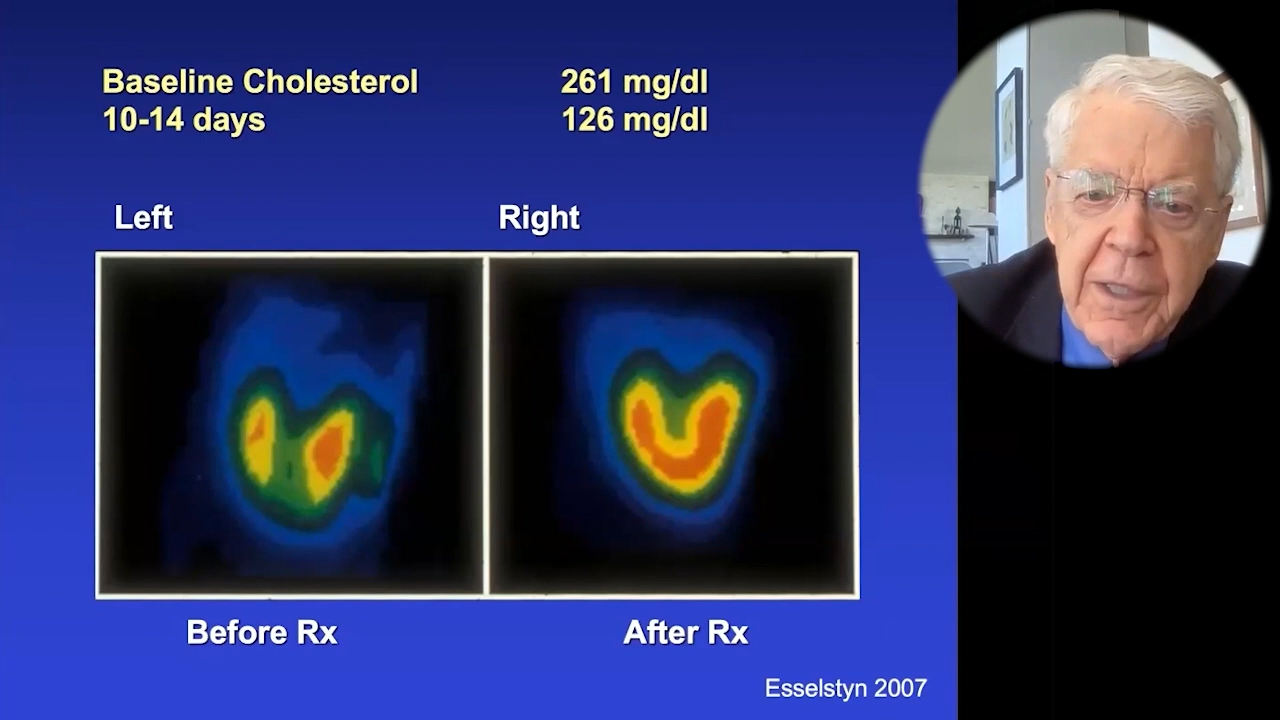 Baseline Cholesterol 261 mg/dl
10-14 days 126 mg/dl
Left Right
Before Rx After Rx
Esselstyn 2007